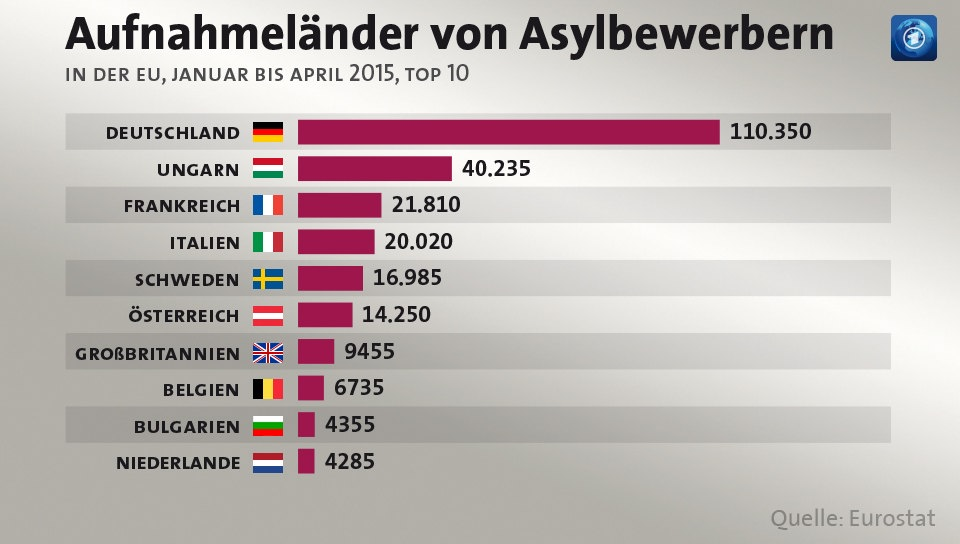 Aufnahmeländer von Asylbewerbern
IN DER EU, JANUAR BIS APRIL 2015, TOP 10
DEUTSCHLAND 110.350
UNGARN 40.235
FRANKREICH 21.810
ITALIEN 20.020
SCHWEDEN 16.985
ÖSTERREICH 14.250
GROßBRITANNIEN 9455
BELGIEN 6735
BULGARIEN 4355
NIEDERLANDE 4285
Quelle: Eurostat